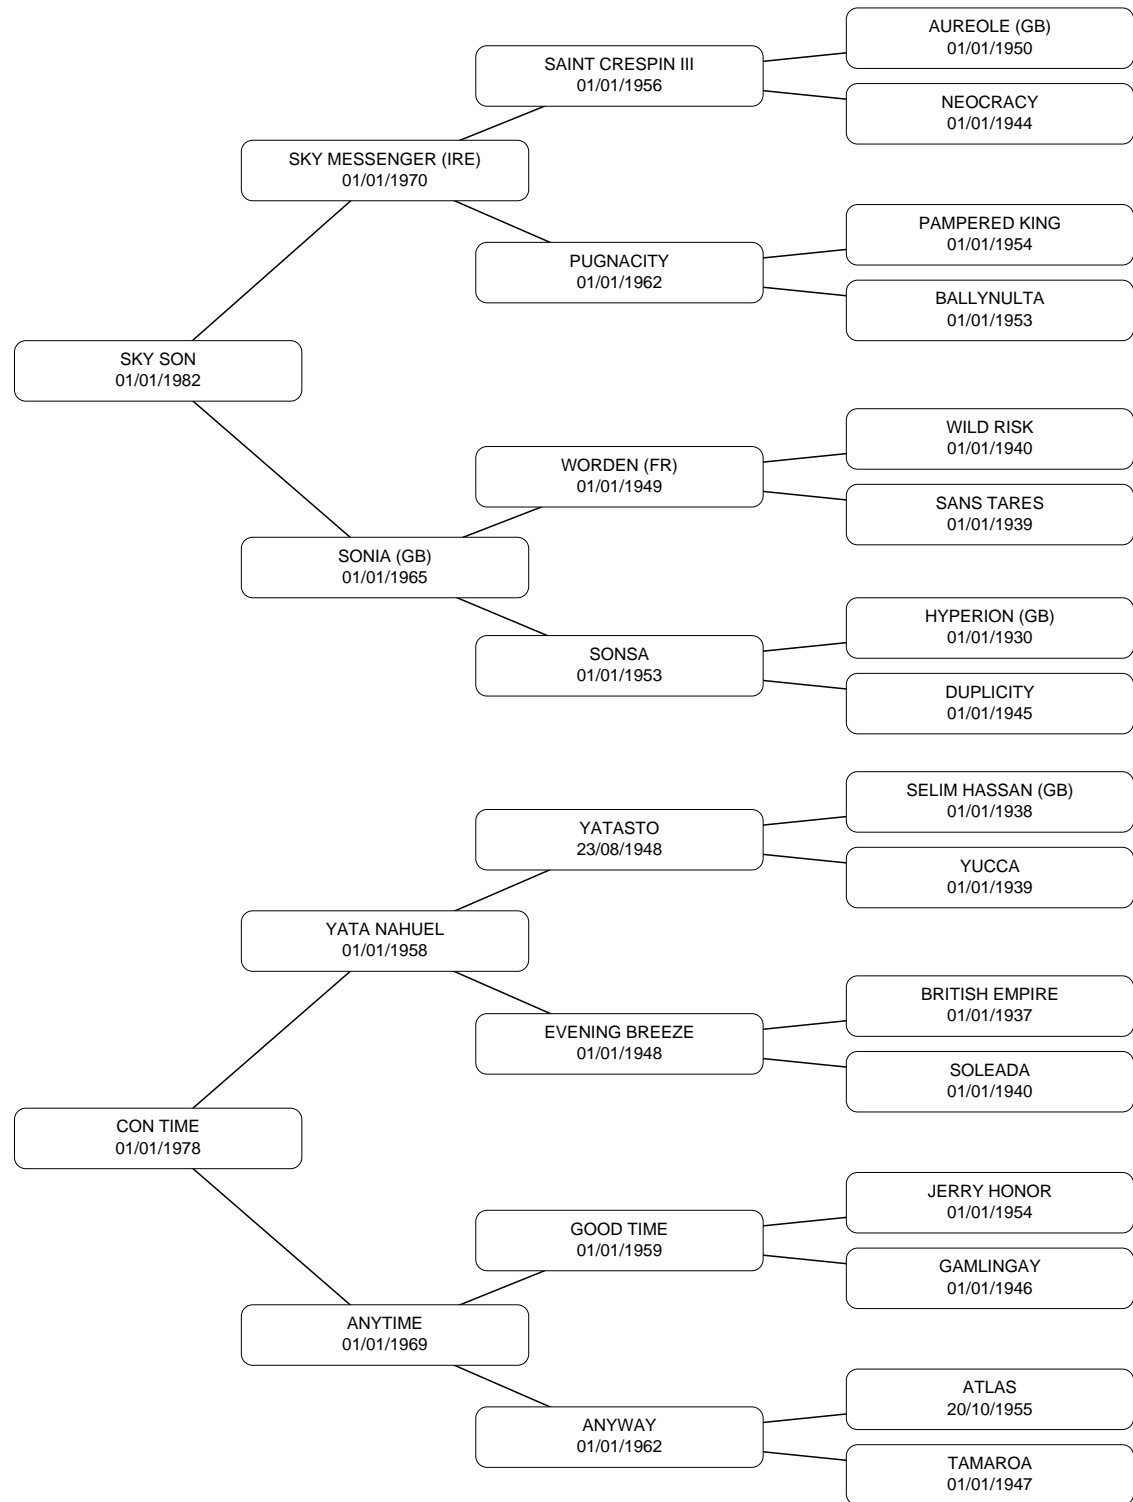 AUREOLE (GB)
01/01/1950
SAINT CRESPIN III
01/01/1956
NEOCRACY
01/01/1944
SKY MESSENGER (IRE)
01/01/1970
PAMPERED KING
01/01/1954
PUGNACITY
01/01/1962
BALLYNULTA
01/01/1953
SKY SON
01/01/1982
WILD RISK
01/01/1940
WORDEN (FR)
01/01/1949
SANS TARES
01/01/1939
SONIA (GB)
01/01/1965
HYPERION (GB)
01/01/1930
SONSA
01/01/1953
DUPLICITY
01/01/1945
SELIM HASSAN (GB)
01/01/1938
YATASTO
23/08/1948
YUCCA
01/01/1939
YATA NAHUEL
01/01/1958
BRITISH EMPIRE
01/01/1937
EVENING BREEZE
01/01/1948
SOLEADA
01/01/1940
CON TIME
01/01/1978
JERRY HONOR
01/01/1954
GOOD TIME
01/01/1959
GAMLINGAY
01/01/1946
ANYTIME
01/01/1969
ATLAS
20/10/1955
ANYWAY
01/01/1962
TAMAROA
01/01/1947